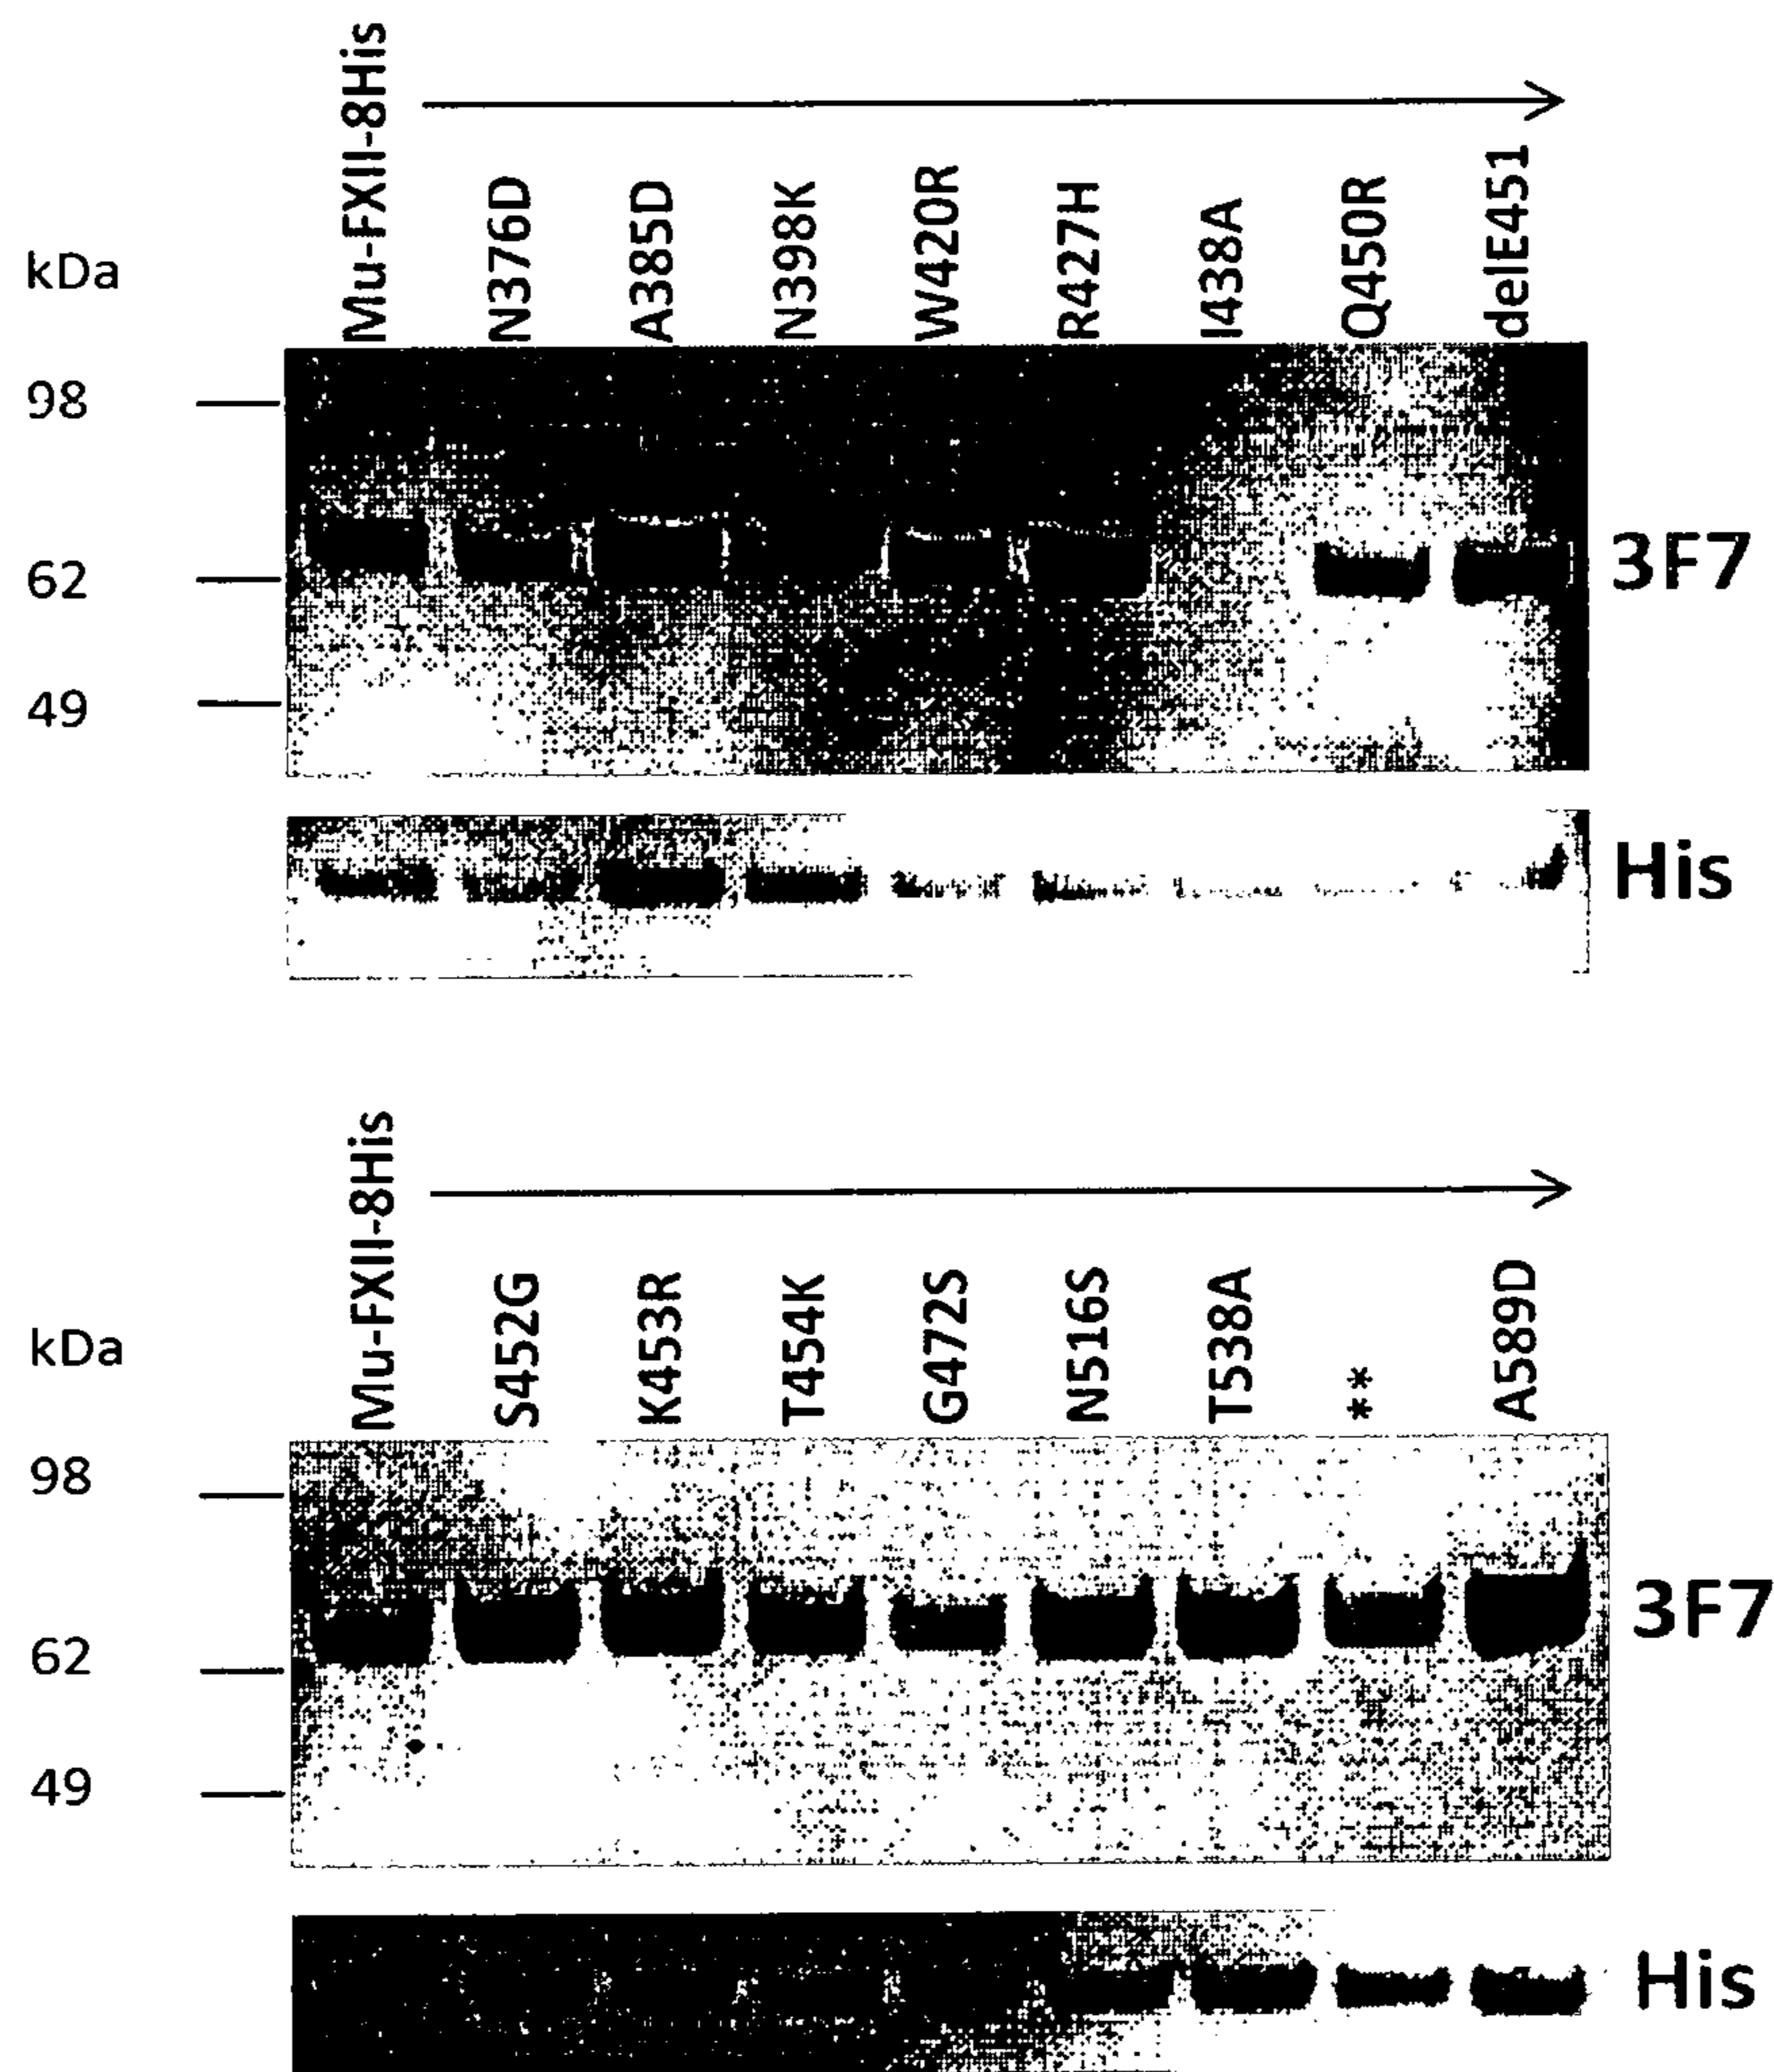 Mu-FXII-8His
N376D
A385D
N398K
W420R
R427H
I438A
Q450R
delE451
kDa
98
62
49
3F7
His
Mu-FXII-8His
S452G
K453R
T454K
G472S
N516S
T538A
**
A589D
kDa
98
62
49
3F7
His